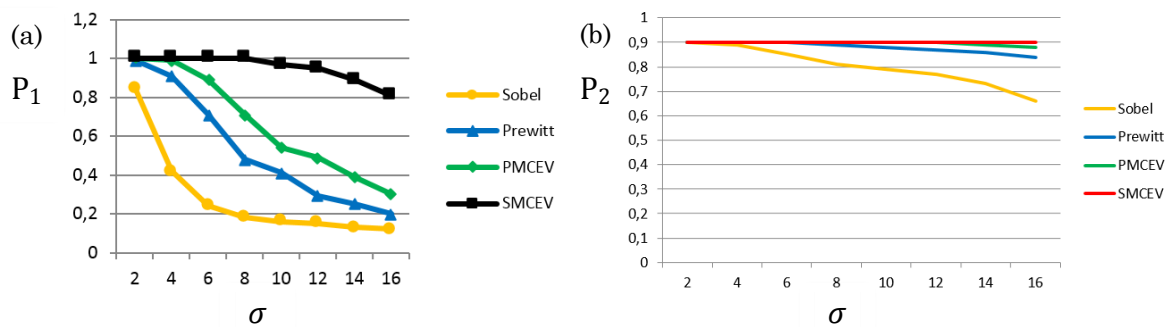 (a)
P1
1,2
1
0,8
0,6
0,4
0,2
0
2 4 6 8 10 12 14 16
σ
Sobel
Prewitt
PMCEV
SMCEV
(b)
P2
1
0,9
0,8
0,7
0,6
0,5
0,4
0,3
0,2
0,1
0
2 4 6 8 10 12 14 16
σ
Sobel
Prewitt
PMCEV
SMCEV